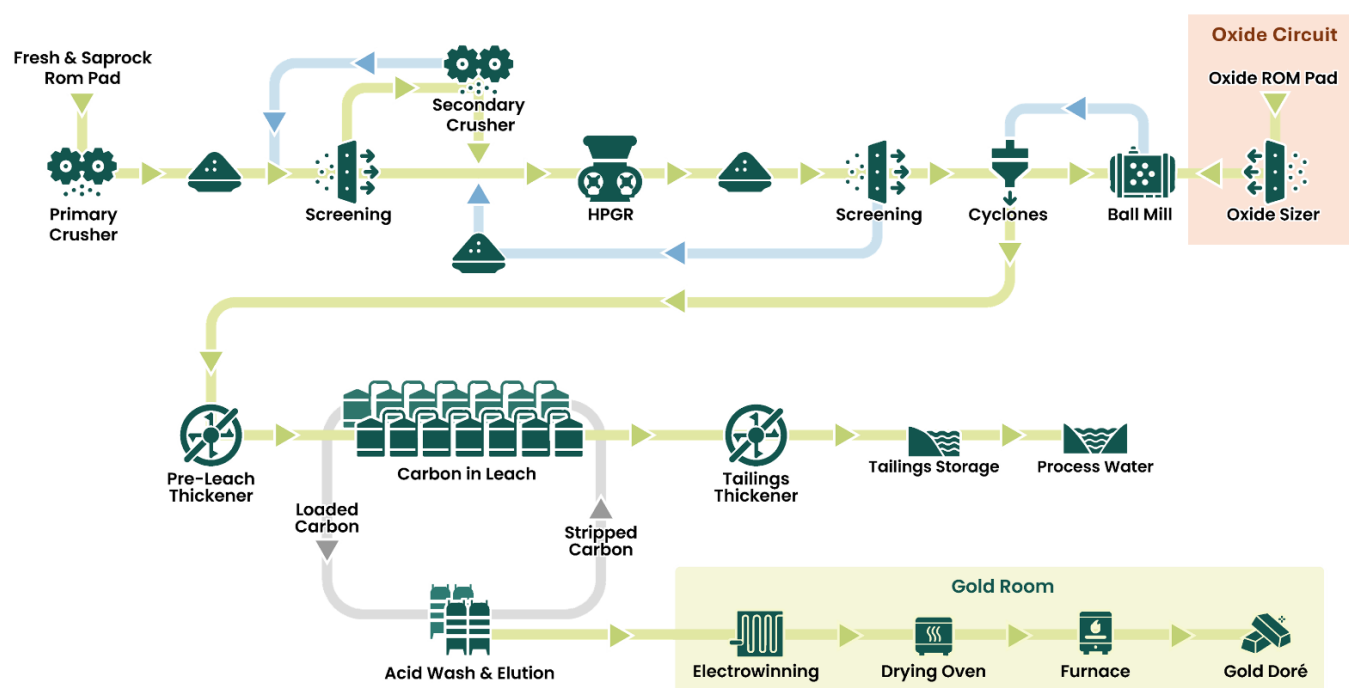 Oxide Circuit
Fresh & Saprock
Rom Pad
Oxide ROM Pad
Secondary
Crusher
Primary
Crusher
Screening
HPGR
Screening
Cyclones
Ball Mill
Oxide Sizer
Pre-Leach
Thickener
Carbon in Leach
Tailings
Thickener
Tailings Storage
Process Water
Loaded
Carbon
Stripped
Carbon
Acid Wash & Elution
Gold Room
Electrowinning
Drying Oven
Furnace
Gold Doré